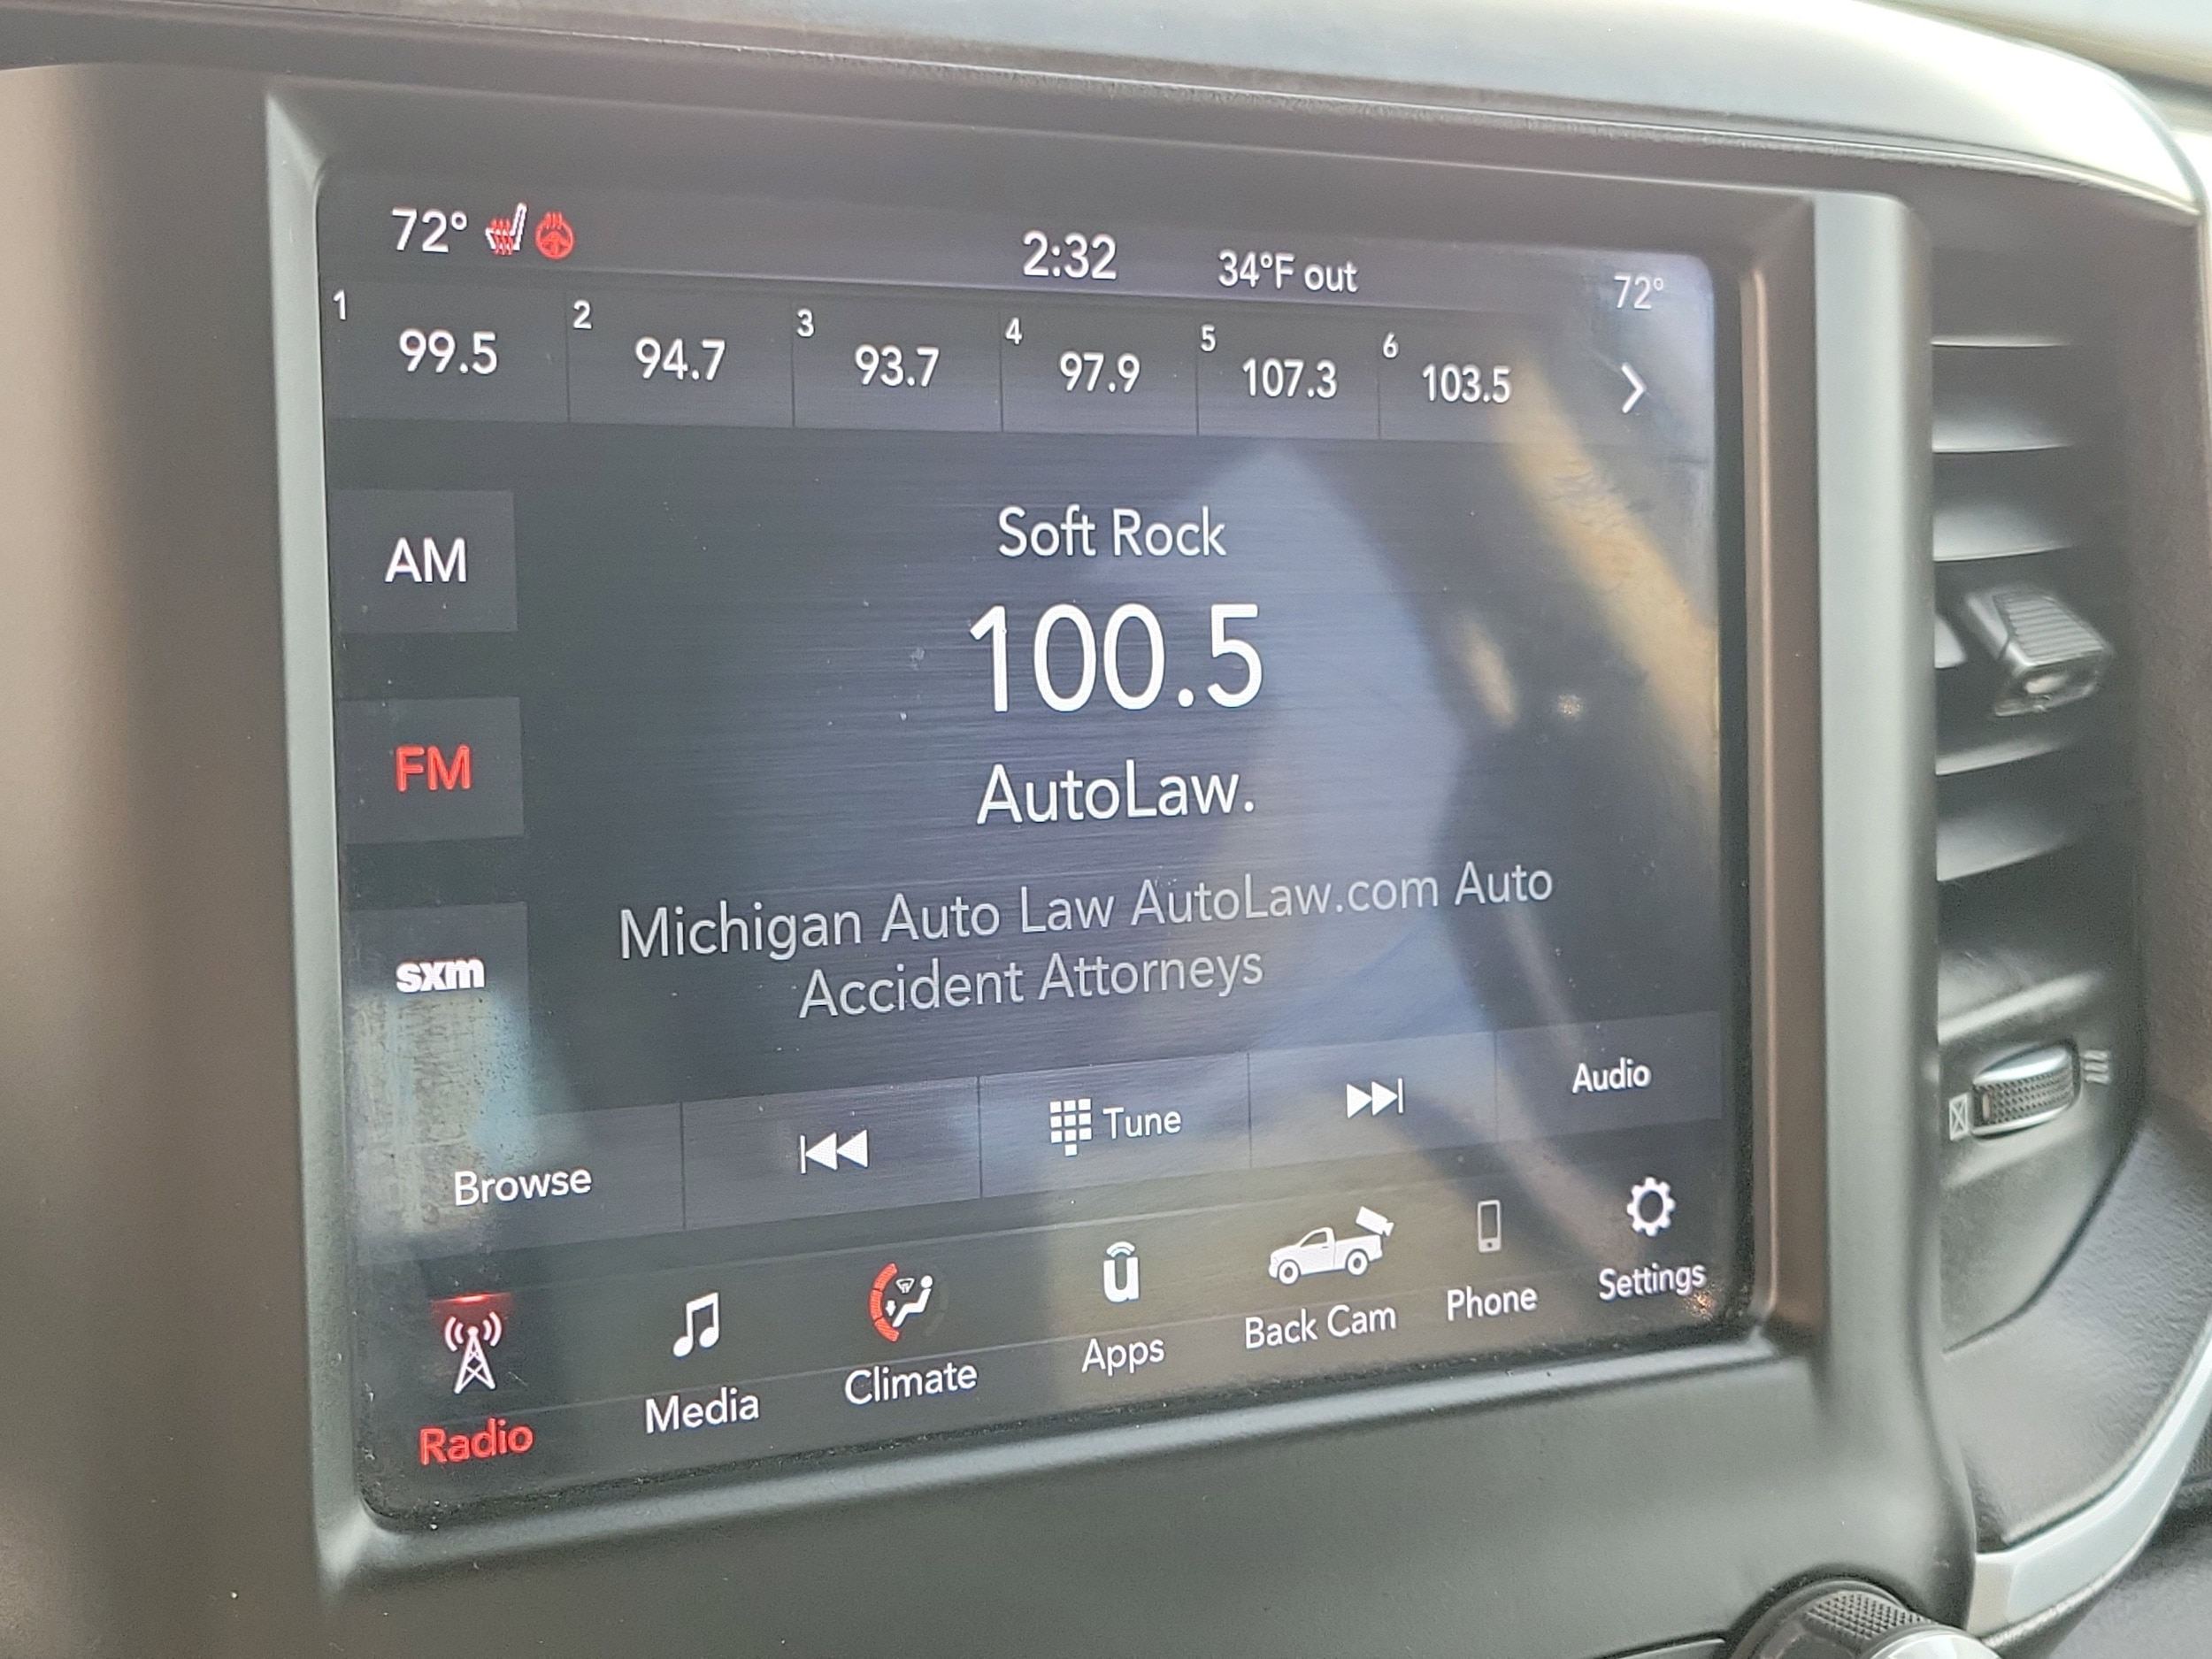 72° 2:32 34°F out 72°
1 99.5 2 94.7 3 93.7 4 97.9 5 107.3 6 103.5
Soft Rock
AM
100.5
FM
AutoLaw.
Michigan Auto Law AutoLaw.com Auto
Accident Attorneys
sxm
Browse Tune Audio
Radio Media Climate Apps Back Cam Phone Settings